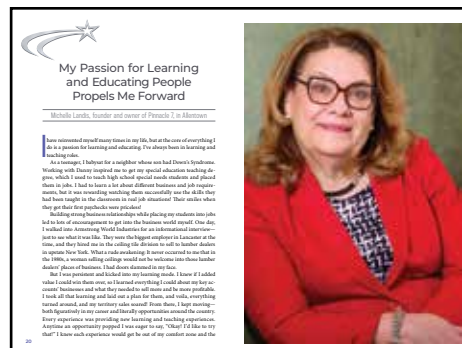 My Passion for Learning
and Educating People
Propels Me Forward
Michelle Landis, founder and owner of Pinnacle 7, in Allentown
I have reinvented myself many times in my life, but at the core of everything I
do is a passion for learning and educating. I've always been in learning and
teaching roles.
As a teenager, I babysat for a neighbor whose son had Down's Syndrome.
Working with Danny inspired me to get my special education teaching de-
gree, which I used to teach high school special needs students and placed
them in jobs. I had to learn a lot about different business and job require-
ments, but it was rewarding watching them successfully use the skills they
had been taught in the classroom in real job situations! Their smiles when
they got their first paychecks were priceless!
Building strong business relationships while placing my students into jobs
led to lots of encouragement to get into the business world myself. One day,
I walked into Armstrong World Industries for an informational interview—
just to see what it was like. They were the biggest employer in Lancaster at the
time, and they hired me in the ceiling tile division to sell to lumber dealers
in upstate New York. What a rude awakening! It never occurred to me that in
the 1980s, a woman selling ceilings would not be welcome into these lumber
dealers' places of business. I had doors slammed in my face.
But I was persistent and kicked into my learning mode. I knew if I added
value I could win them over, so I learned everything I could about my key ac-
counts' businesses and what they needed to sell more and be more profitable.
I took all that learning and laid out a plan for them, and voila, everything
turned around, and my territory sales soared! From there, I kept moving—
both figuratively in my career and literally opportunities around the country.
Every experience was providing new learning and teaching experiences.
Anytime an opportunity popped I was eager to say, "Okay! I'd like to try
that!" I knew each experience would get be out of my comfort zone and the
20